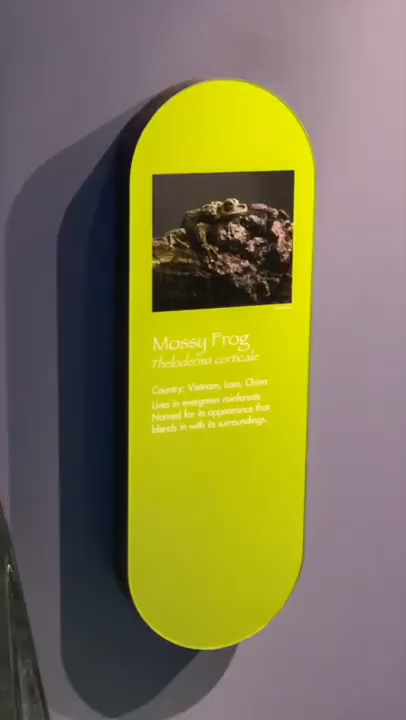 Mossy Frog
Theloderma corticale
Country: Vietnam, Laos, China
Lives in evergreen rainforests.
Named for its appearance that
blends in with its surroundings.